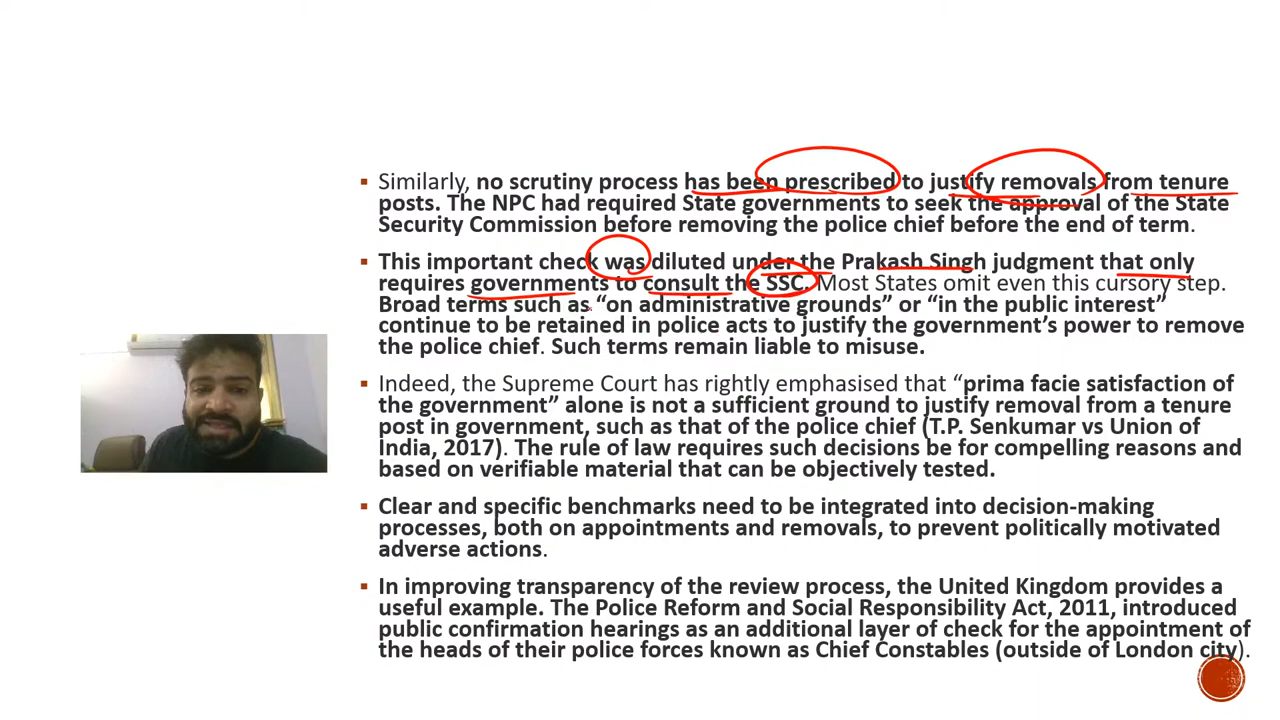 Similarly, no scrutiny process has been prescribed to justify removals from tenure
posts. The NPC had required State governments to seek the approval of the State
Security Commission before removing the police chief before the end of term.
This important check was diluted under the Prakash Singh judgment that only
requires governments to consult the SSC. Most States omit even this cursory step.
Broad terms such as “on administrative grounds” or “in the public interest”
continue to be retained in police acts to justify the government’s power to remove
the police chief. Such terms remain liable to misuse.
Indeed, the Supreme Court has rightly emphasised that “prima facie satisfaction of
the government” alone is not a sufficient ground to justify removal from a tenure
post in government, such as that of the police chief (T.P. Senkumar vs Union of
India, 2017). The rule of law requires such decisions be for compelling reasons and
based on verifiable material that can be objectively tested.
Clear and specific benchmarks need to be integrated into decision-making
processes, both on appointments and removals, to prevent politically motivated
adverse actions.
In improving transparency of the review process, the United Kingdom provides a
useful example. The Police Reform and Social Responsibility Act, 2011, introduced
public confirmation hearings as an additional layer of check for the appointment of
the heads of their police forces known as Chief Constables (outside of London city).